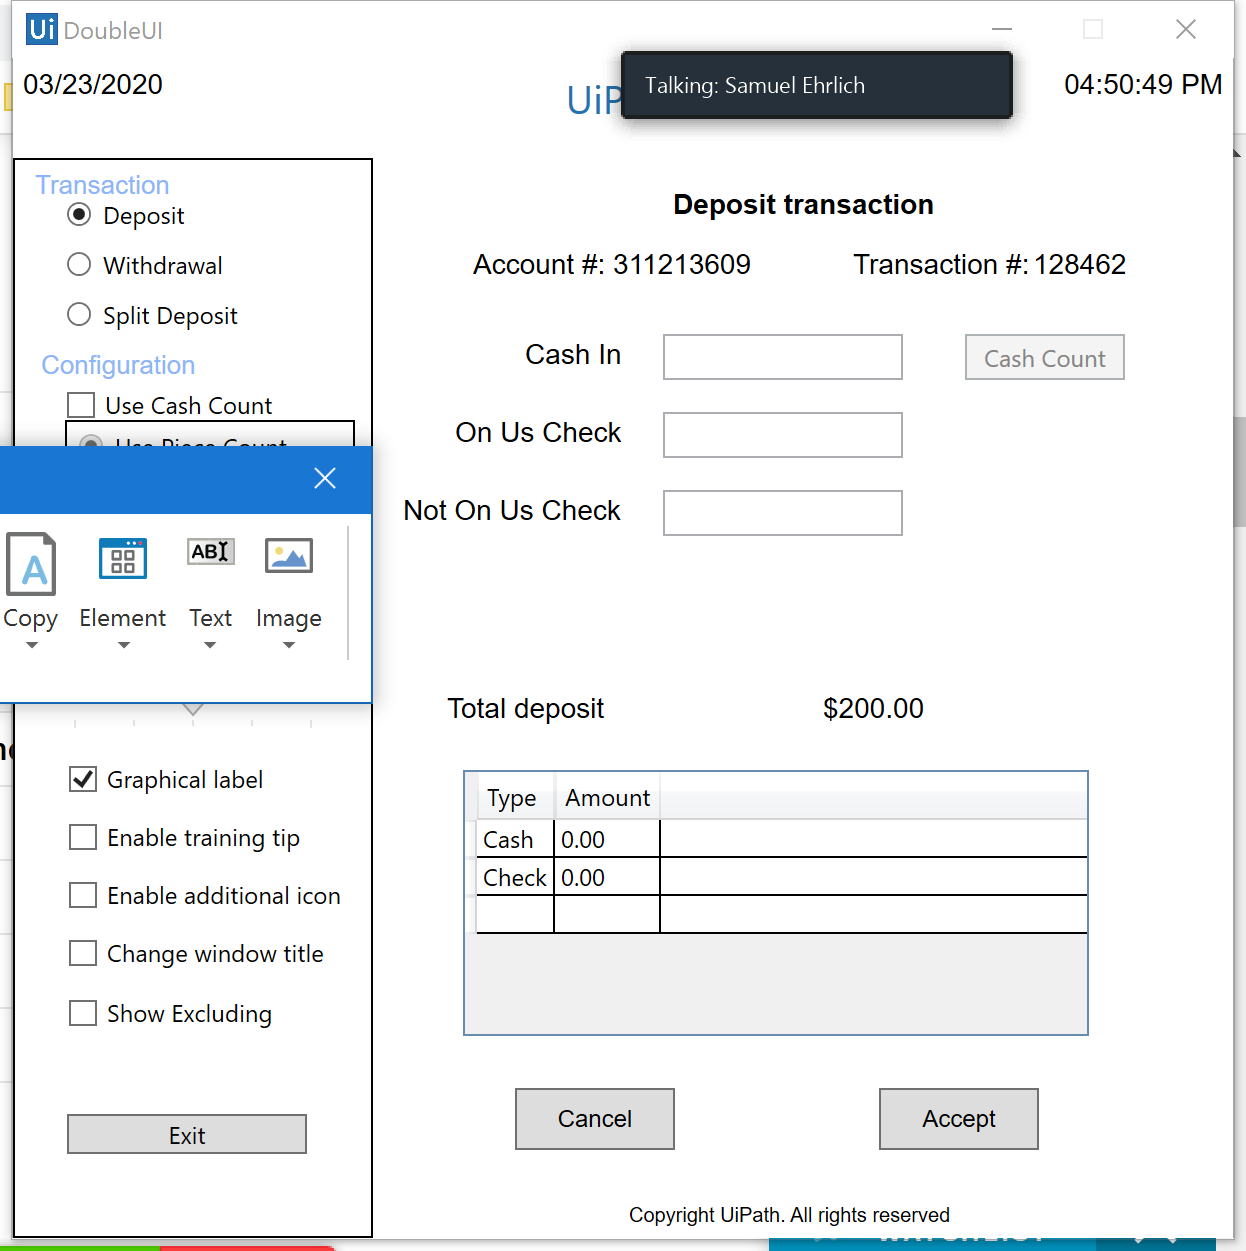 Ui DoubleUI
03/23/2020
UiP
Talking: Samuel Ehrlich
04:50:49 PM
Transaction
Deposit
Withdrawal
Split Deposit
Configuration
Use Cash Count
Use Piece Count
Copy
Element
Text
Image
ABI
A
Graphical label
Enable training tip
Enable additional icon
Change window title
Show Excluding
Exit
Deposit transaction
Account #: 311213609
Transaction #: 128462
Cash In
Cash Count
On Us Check
Not On Us Check
Total deposit
$200.00
Type Amount
Cash 0.00
Check 0.00
Cancel
Accept
Copyright UiPath. All rights reserved